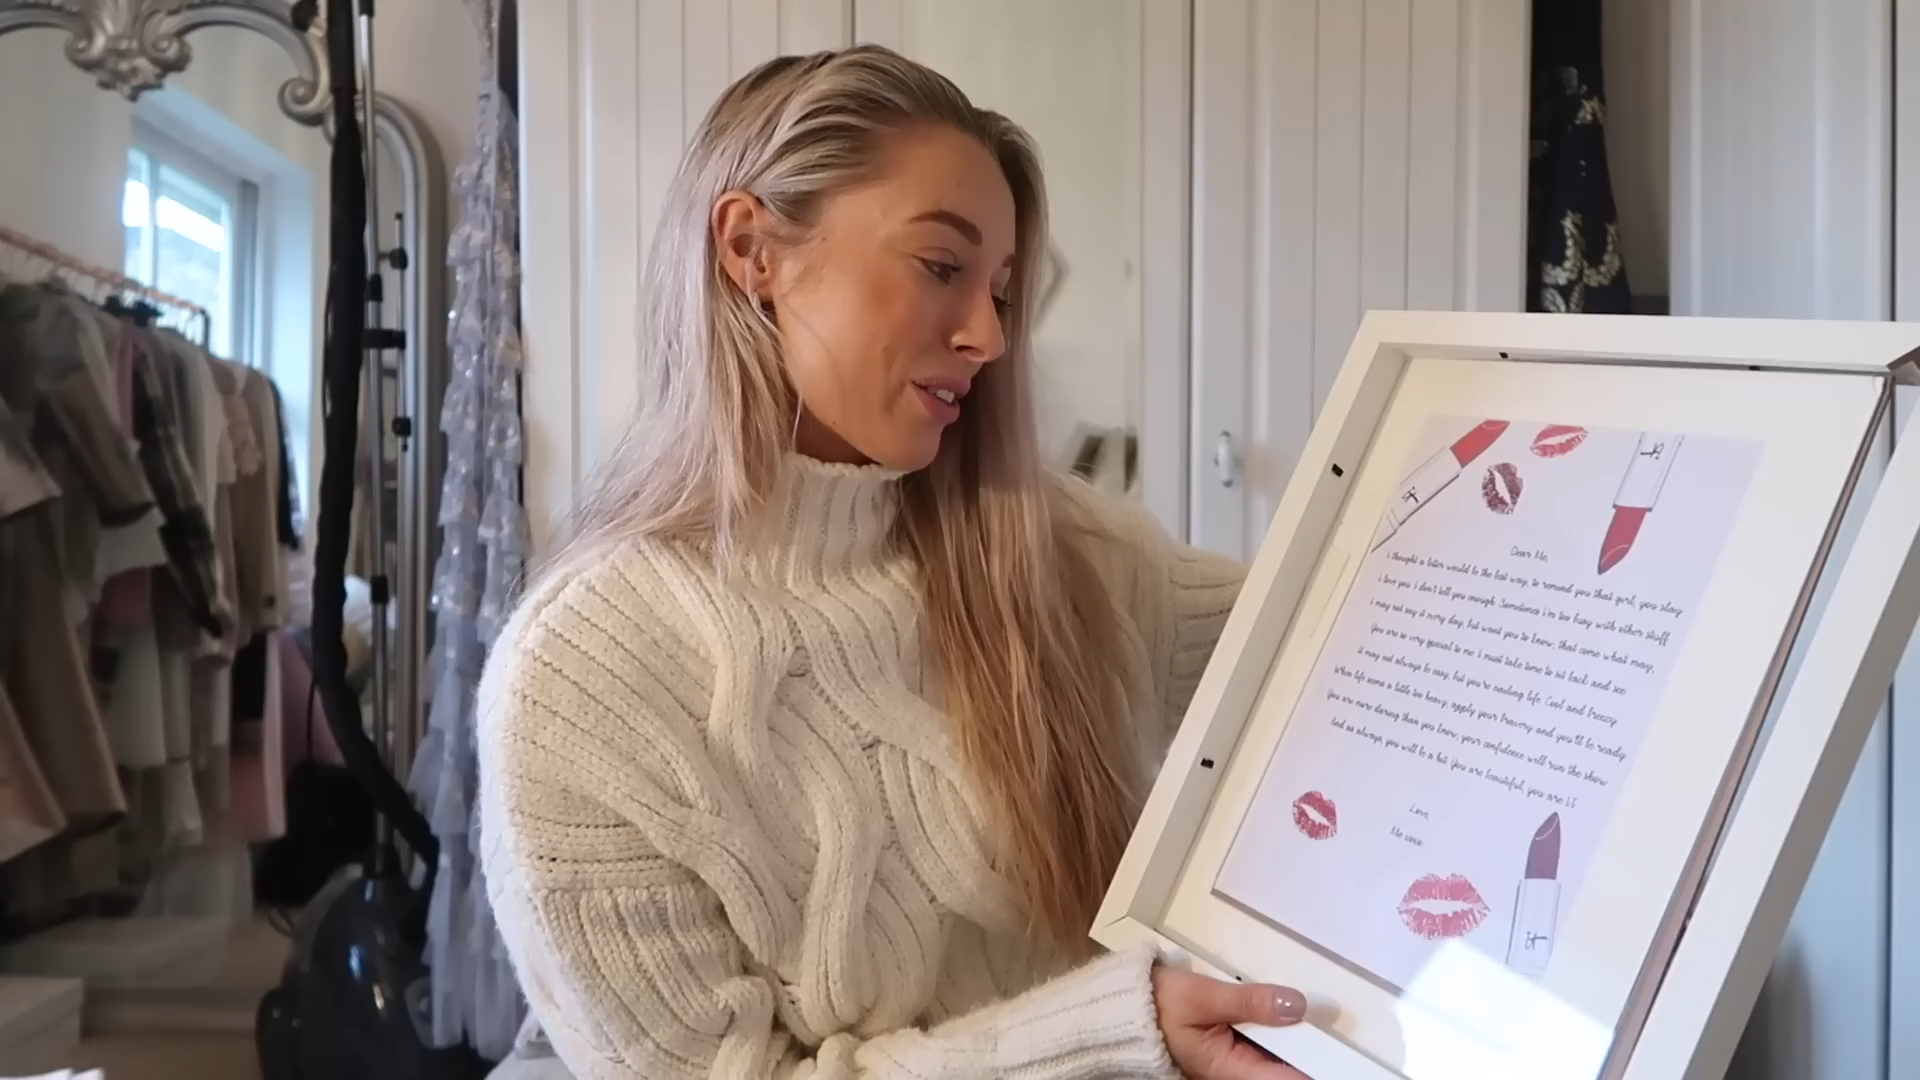 it
it
Dear Me,
I thought a letter would be the best way, to remind you that girl, you slay
I love you. I don't tell you enough. Sometimes I'm too busy with other stuff
I may not say it every day, but want you to know, that come what may,
You are so very special to me. I must take time to sit back and see
It may not always be easy, but you're nailing life. Cool and breezy
When life seems a little too heavy, apply your bravery and you'll be ready
You are more daring than you know, your confidence will run the show
And as always, you will be a hit. You are beautiful, you are IT
Love,
Me xxxx
it